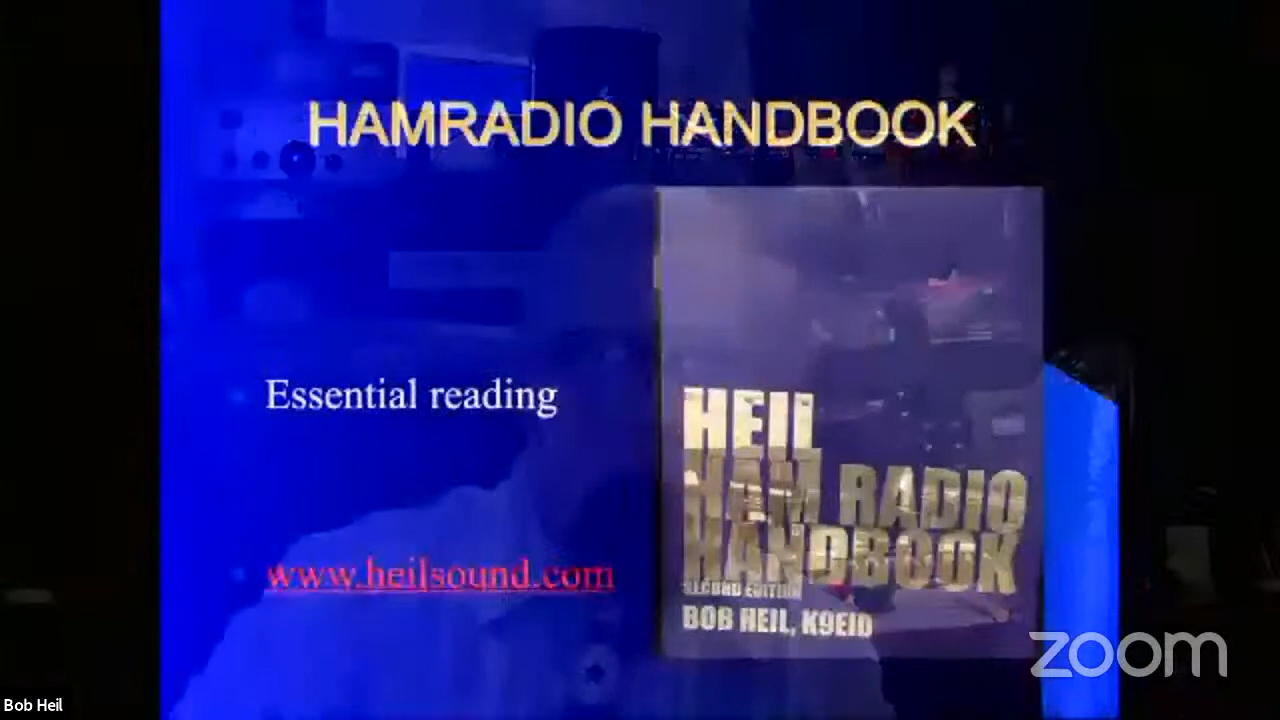 HAMRADIO HANDBOOK
Essential reading
www.heilsound.com
HEIL
HAM RADIO
HANDBOOK
SECOND EDITION
BOB HEIL, K9EID
zoom
Bob Heil